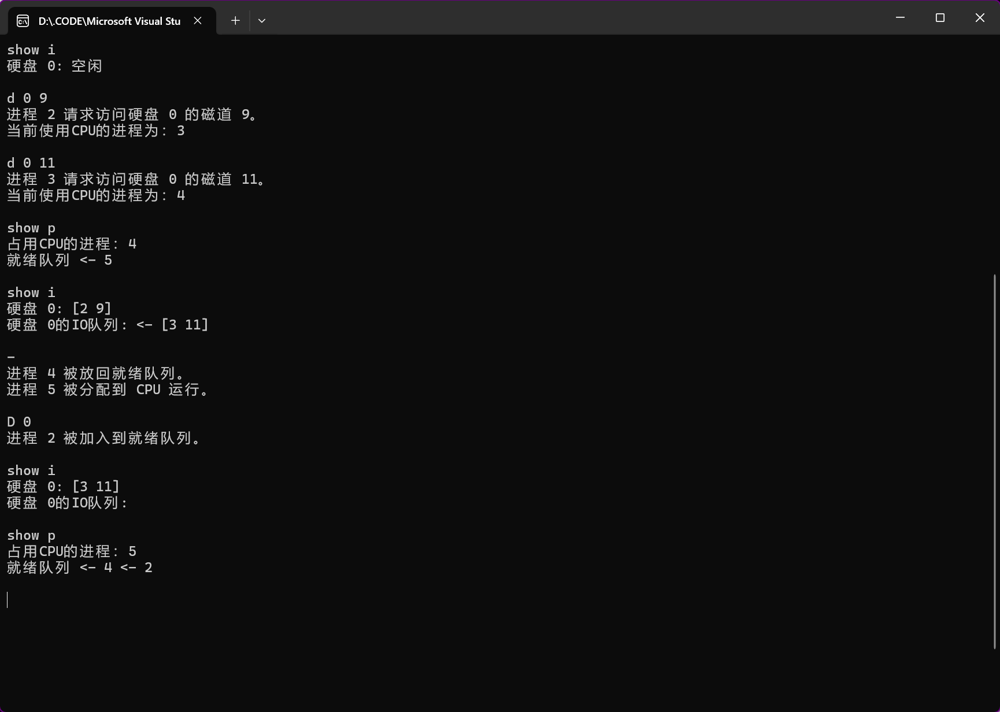 D:\.CODE\Microsoft Visual Stu
show i
硬盘 0: 空闲
d 0 9
进程 2 请求访问硬盘 0 的磁道 9。
当前使用CPU的进程为: 3
d 0 11
进程 3 请求访问硬盘 0 的磁道 11。
当前使用CPU的进程为: 4
show p
占用CPU的进程: 4
就绪队列 <- 5
show i
硬盘 0: [2 9]
硬盘 0的IO队列: <- [3 11]
-
进程 4 被放回就绪队列。
进程 5 被分配到 CPU 运行。
D 0
进程 2 被加入到就绪队列。
show i
硬盘 0: [3 11]
硬盘 0的IO队列:
show p
占用CPU的进程: 5
就绪队列 <- 4 <- 2